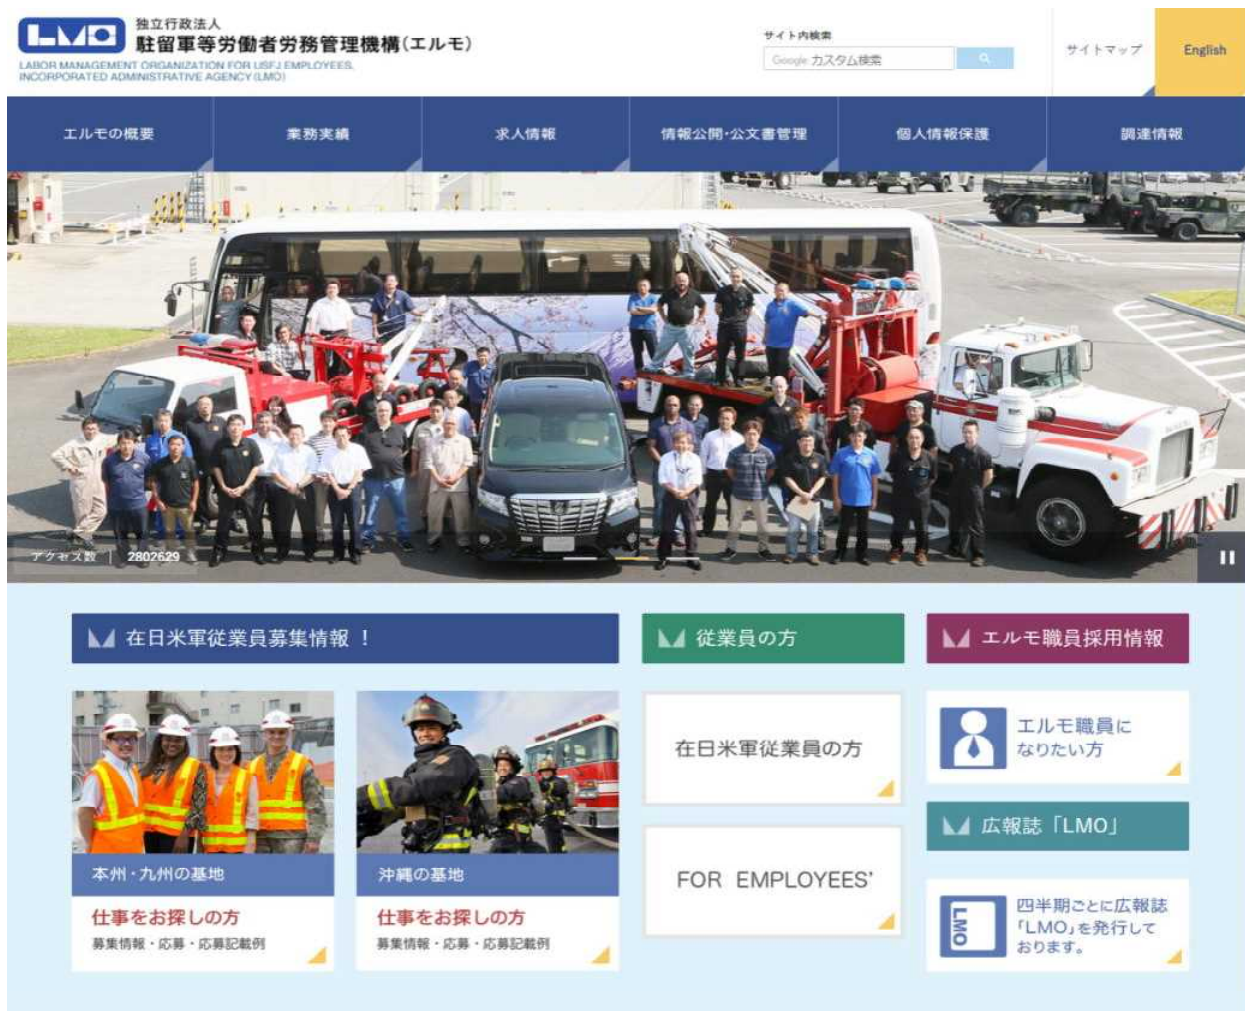 LMO
独立行政法人
駐留軍等労働者労務管理機構(エルモ)
LABOR MANAGEMENT ORGANIZATION FOR USFJ EMPLOYEES,
INCORPORATED ADMINISTRATIVE AGENCY (LMO)
サイト内検索
Google カスタム検索
サイトマップ
English
エルモの概要
業務実績
求人情報
情報公開・公文書管理
個人情報保護
調達情報
アクセス数 | 2802629
在日米軍従業員募集情報 !
従業員の方
エルモ職員採用情報
本州・九州の基地
仕事をお探しの方
募集情報・応募・応募記載例
沖縄の基地
仕事をお探しの方
募集情報・応募・応募記載例
在日米軍従業員の方
FOR EMPLOYEES’
エルモ職員に
なりたい方
広報誌「LMO」
LMO
四半期ごとに広報誌
「LMO」を発行して
おります。